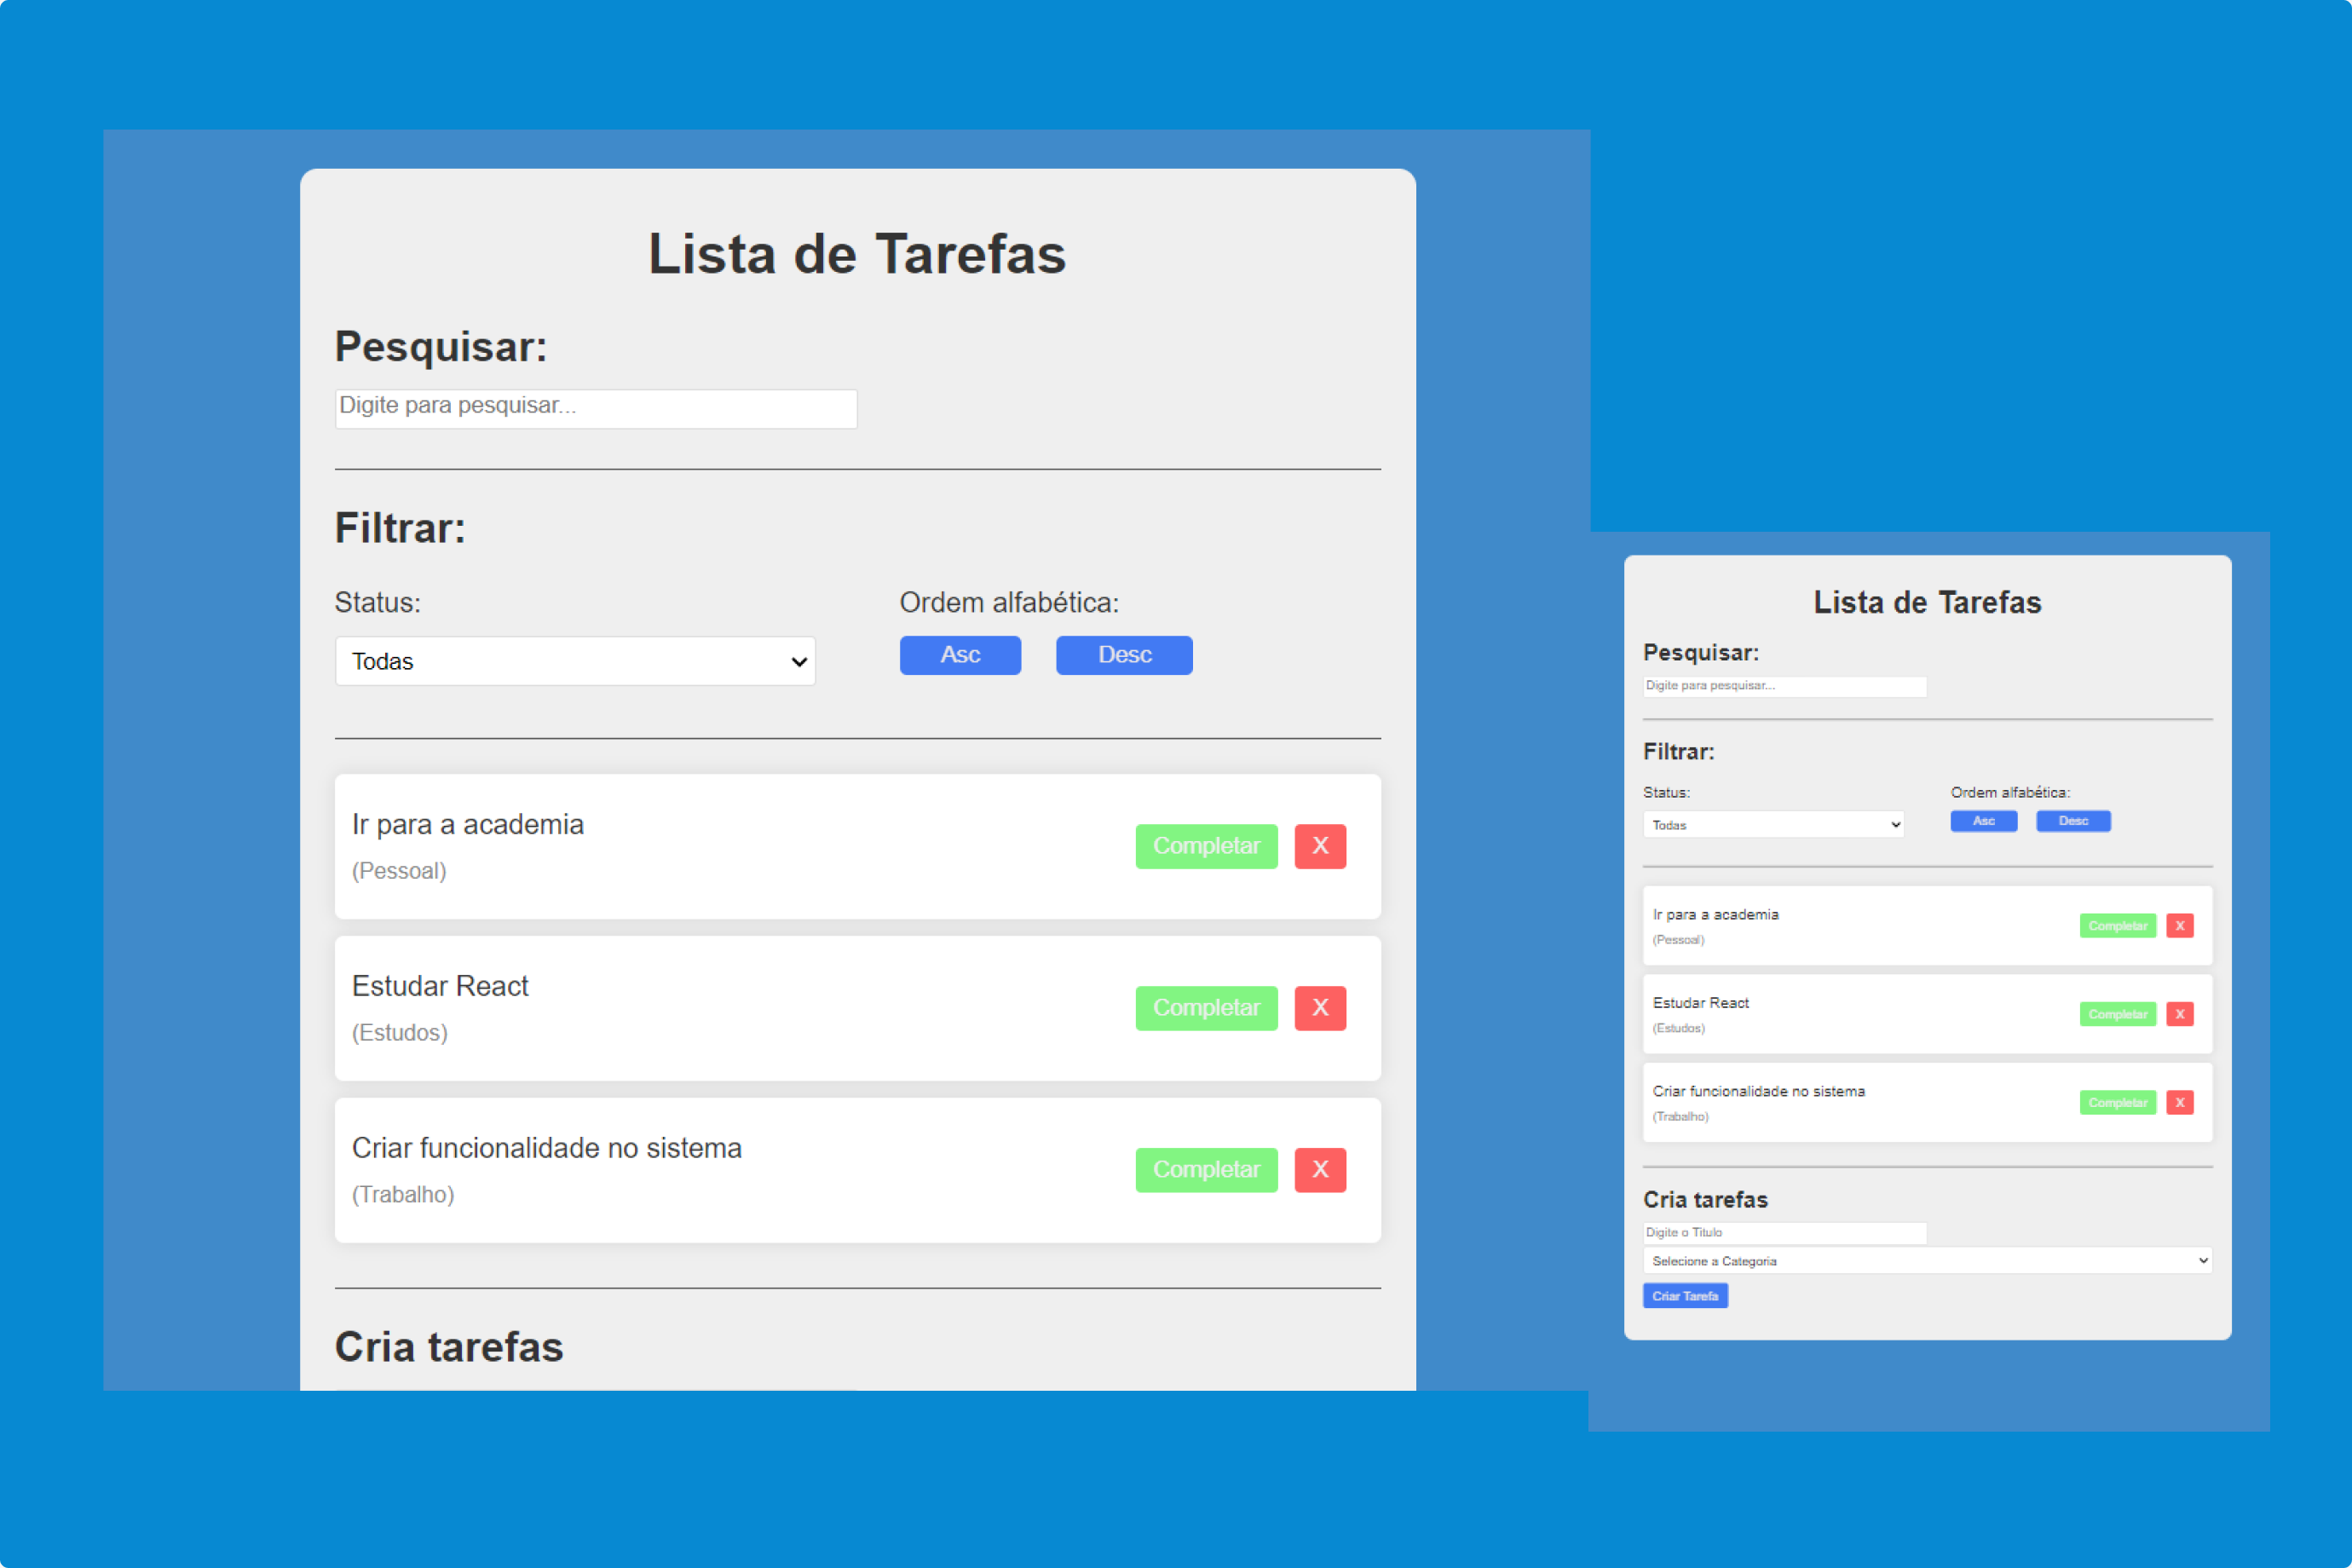 Lista de Tarefas
Pesquisar:
Digite para pesquisar...
Filtrar:
Status:
Ordem alfabética:
Todas
Asc
Desc
Ir para a academia
(Pessoal)
Completar
X
Estudar React
(Estudos)
Completar
X
Criar funcionalidade no sistema
(Trabalho)
Completar
X
Cria tarefas
Lista de Tarefas
Pesquisar:
Digite para pesquisar...
Filtrar:
Status:
Ordem alfabética:
Todas
Asc
Desc
Ir para a academia
(Pessoal)
Completar
X
Estudar React
(Estudos)
Completar
X
Criar funcionalidade no sistema
(Trabalho)
Completar
X
Cria tarefas
Digite o Titulo
Selecione a Categoria
Criar Tarefa